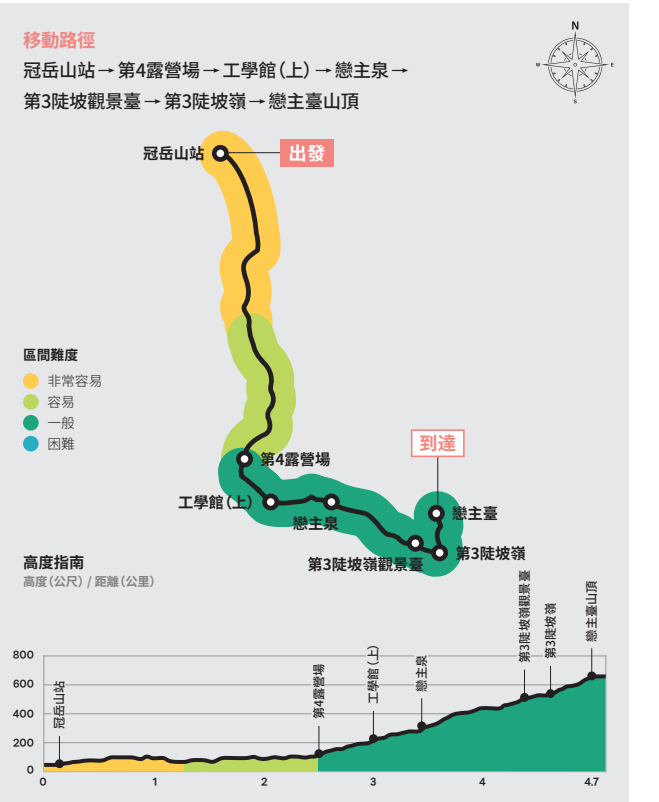 移動路徑
冠岳山站→第4露營場→工學館(上)→戀主泉→
第3陡坡觀景臺→第3陡坡嶺→戀主臺山頂
N
W
E
S
冠岳山站
出發
區間難度
非常容易
容易
一般
困難
到達
第4露營場
工學館(上)
戀主泉
戀主臺
第3陡坡嶺觀景臺
第3陡坡嶺
高度指南
高度(公尺) / 距離(公里)
800
600
400
200
0
冠岳山站
第4露營場
工學館(上)
戀主泉
第3陡坡嶺觀景臺
第3陡坡嶺
戀主臺山頂
0
1
2
3
4
4.7